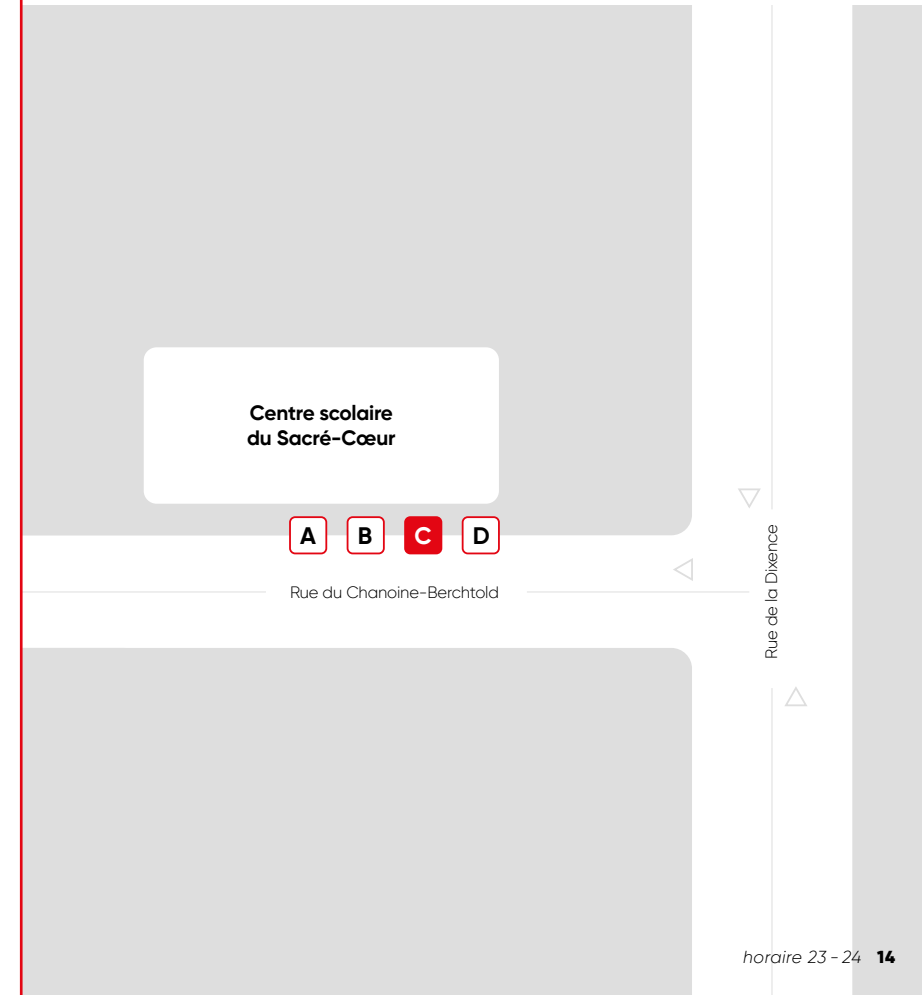 Centre scolaire
du Sacré-Cœur
A B C D
Rue du Chanoine-Berchtold
Rue de la Dixence
horaire 23 - 24 14